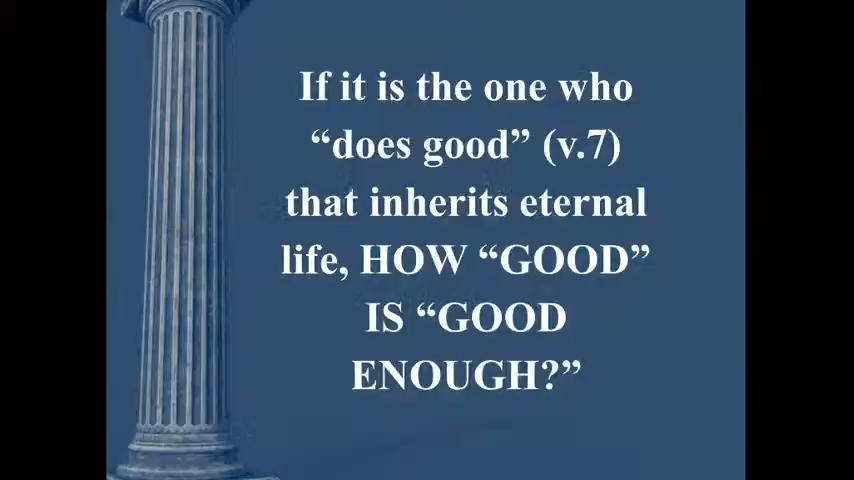 If it is the one who
“does good” (v.7)
that inherits eternal
life, HOW “GOOD”
IS “GOOD
ENOUGH?”